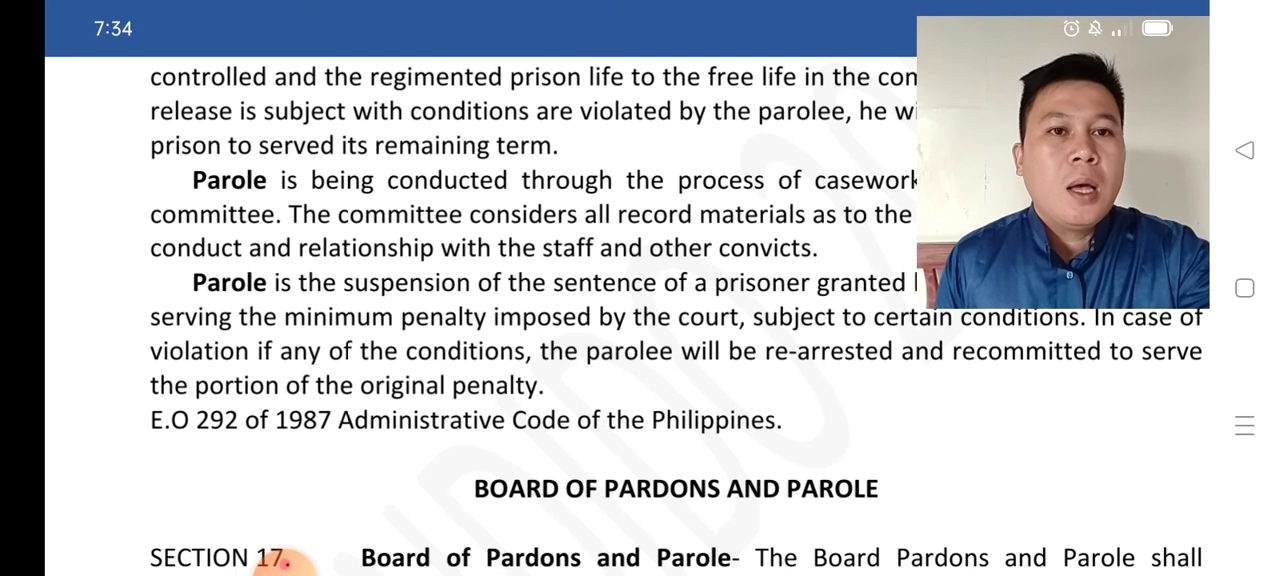 7:34
controlled and the regimented prison life to the free life in the
release is subject with conditions are violated by the parolee, he
prison to served its remaining term.
Parole is being conducted through the process of casework
committee. The committee considers all record materials as to the
conduct and relationship with the staff and other convicts.
Parole is the suspension of the sentence of a prisoner granted
serving the minimum penalty imposed by the court, subject to certain conditions. In case of
violation if any of the conditions, the parolee will be re-arrested and recommitted to serve
the portion of the original penalty.
E.O 292 of 1987 Administrative Code of the Philippines.
BOARD OF PARDONS AND PAROLE
SECTION 17. Board of Pardons and Parole- The Board Pardons and Parole shall